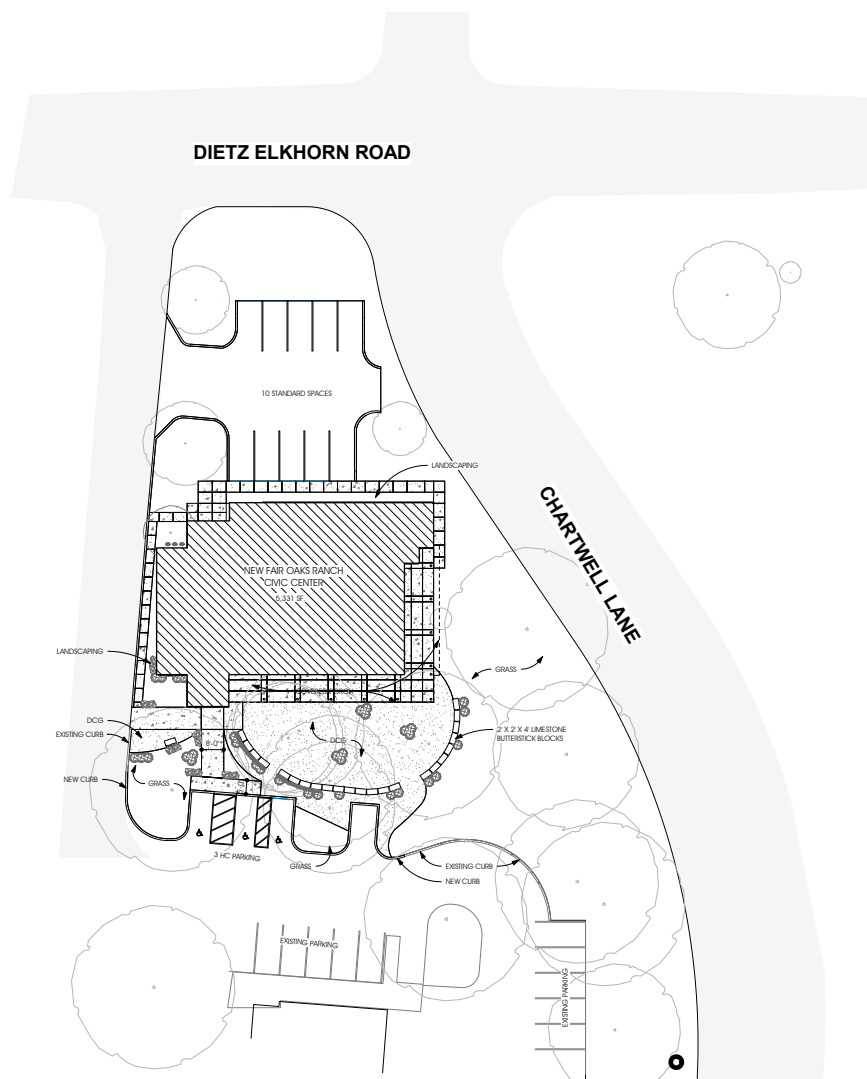 DIETZ ELKHORN ROAD
10 STANDARD SPACES
LANDSCAPING
CHARTWELL LANE
NEW FAIR OAKS RANCH
CIVIC CENTER
5,331 SF
LANDSCAPING
GRASS
DCG
EXISTING CURB
2' X 2' X 4' LIMESTONE
BUTTERSTICK BLOCKS
DCG
8'-0"
NEW CURB
GRASS
3 HC PARKING
GRASS
EXISTING CURB
NEW CURB
EXISTING PARKING
EXISTING PARKING